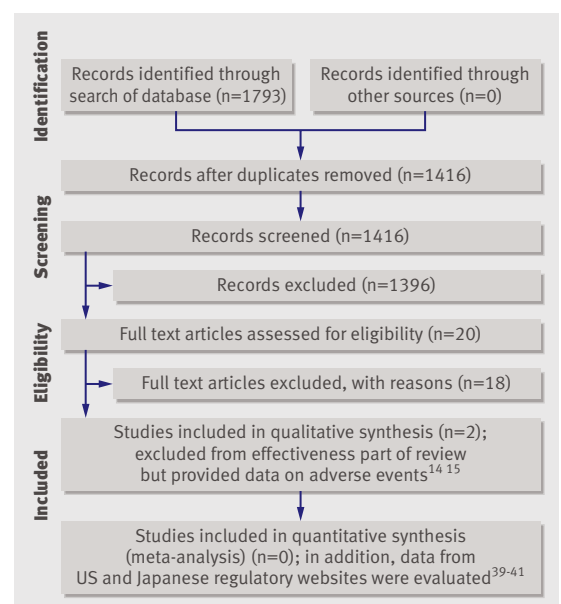 Identification
Records identified through
search of database (n=1793)
Records identified through
other sources (n=0)
Records after duplicates removed (n=1416)
Screening
Records screened (n=1416)
Records excluded (n=1396)
Eligibility
Full text articles assessed for eligibility (n=20)
Full text articles excluded, with reasons (n=18)
Included
Studies included in qualitative synthesis (n=2);
excluded from effectiveness part of review
but provided data on adverse events14 15
Studies included in quantitative synthesis
(meta-analysis) (n=0); in addition, data from
US and Japanese regulatory websites were evaluated39-41